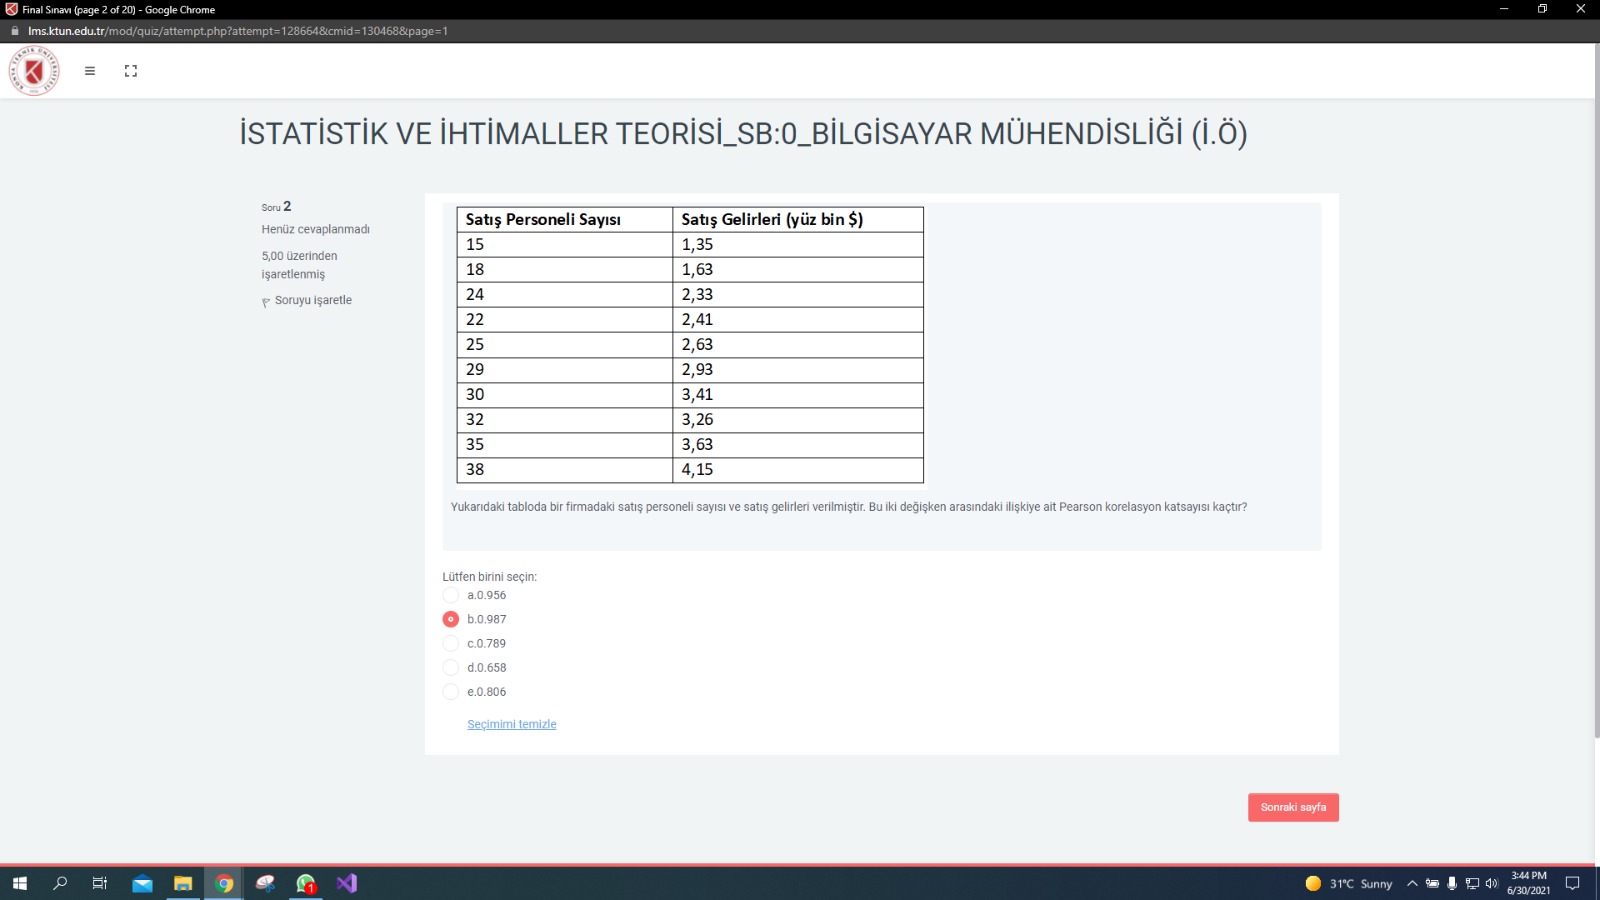 Final Sınavı (page 2 of 20) - Google Chrome
lms.ktun.edu.tr/mod/quiz/attempt.php?attempt=128664&cmid=130468&page=1
İSTATİSTİK VE İHTİMALLER TEORİSİ_SB:0_BİLGİSAYAR MÜHENDİSLİĞİ (İ.Ö)
Soru 2
Henüz cevaplanmadı
5,00 üzerinden
işaretlenmiş
Soruyu işaretle
Satış Personeli Sayısı Satış Gelirleri (yüz bin $)
15 1,35
18 1,63
24 2,33
22 2,41
25 2,63
29 2,93
30 3,41
32 3,26
35 3,63
38 4,15
Yukarıdaki tabloda bir firmadaki satış personeli sayısı ve satış gelirleri verilmiştir. Bu iki değişken arasındaki ilişkiye ait Pearson korelasyon katsayısı kaçtır?
Lütfen birini seçin:
a.0.956
b.0.987
c.0.789
d.0.658
e.0.806
Seçimimi temizle
Sonraki sayfa
1
31°C Sunny
3:44 PM
6/30/2021